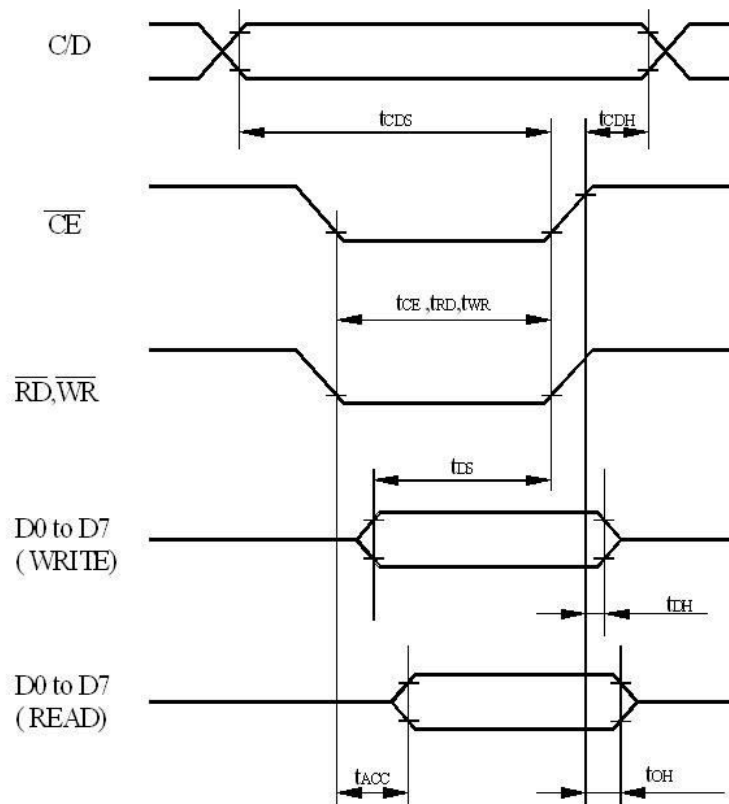 C/D
tCDS
tCDH
CE
tCE ,tRD,tWR
RD,WR
tDS
D0 to D7
( WRITE)
tDH
D0 to D7
( READ)
tACC
tOH